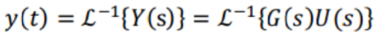 y(t) = ℒ⁻¹{Y(s)} = ℒ⁻¹{G(s)U(s)}